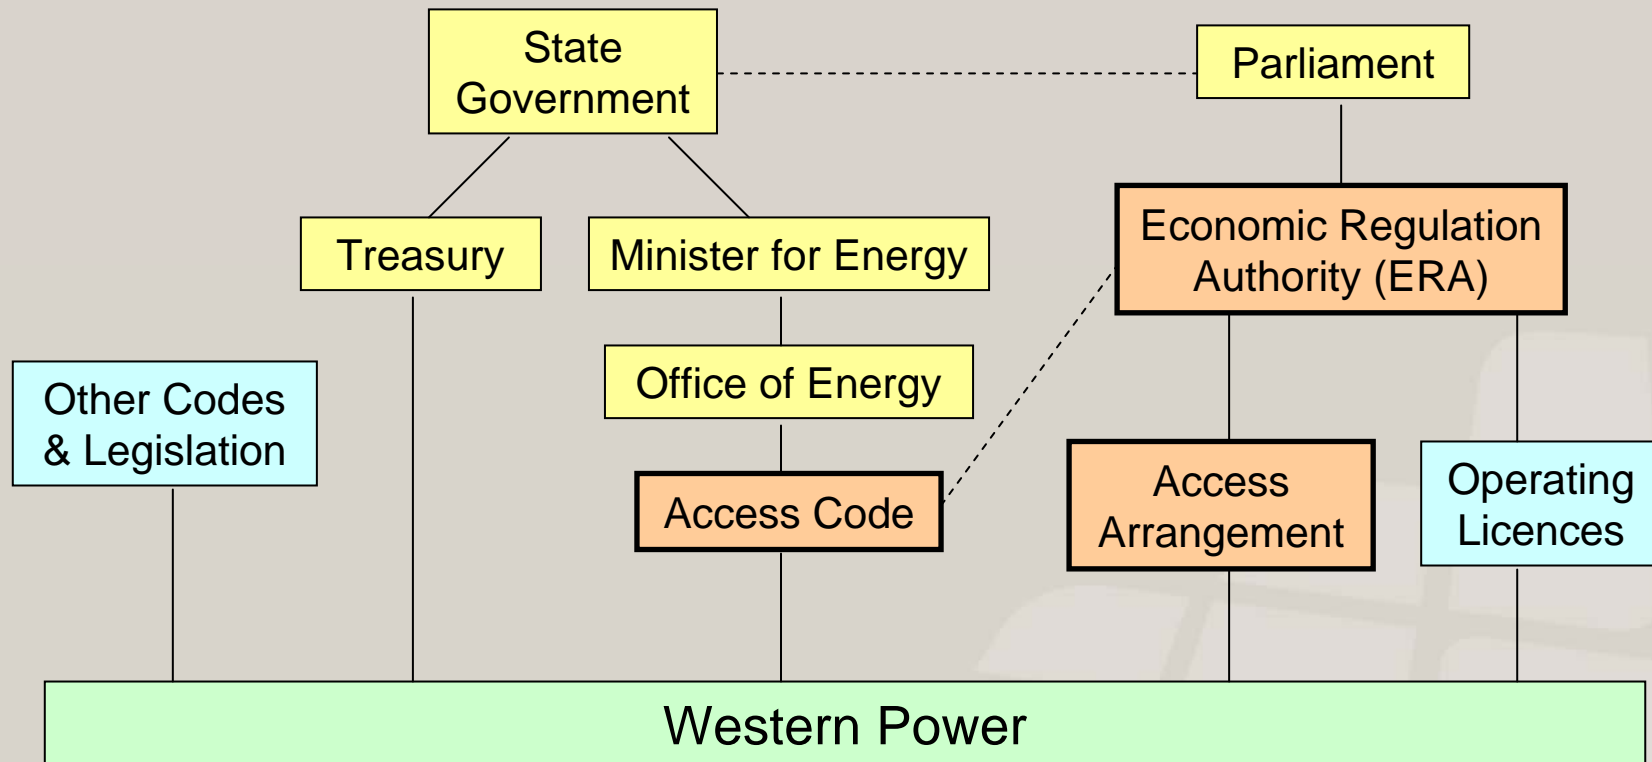 State
Government
Parliament
Treasury
Minister for Energy
Economic Regulation
Authority (ERA)
Office of Energy
Other Codes
& Legislation
Access Code
Access
Arrangement
Operating
Licences
Western Power